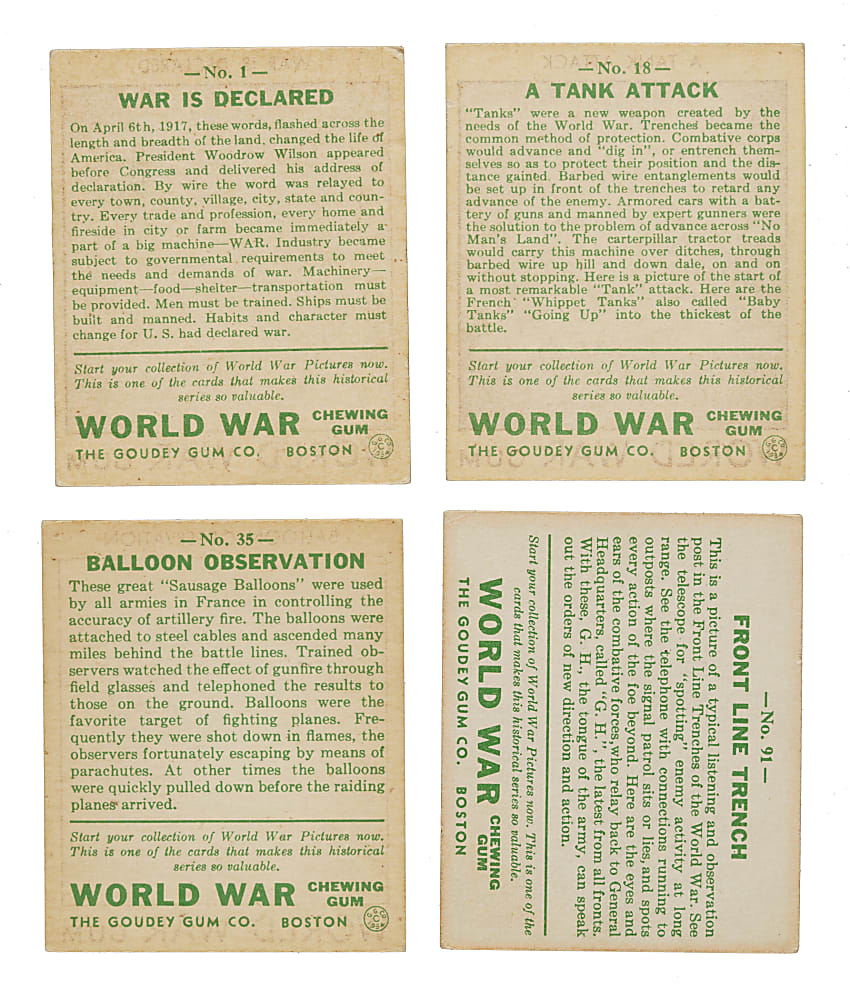 —No. 1—
WAR IS DECLARED
On April 6th, 1917, these words, flashed across the
length and breadth of the land, changed the life of
America. President Woodrow Wilson appeared
before Congress and delivered his address of
declaration. By wire the word was relayed to
every town, county, village, city, state and coun-
try. Every trade and profession, every home and
fireside in city or farm became immediately a
part of a big machine—WAR. Industry became
subject to governmental requirements to meet
the needs and demands of war. Machinery—
equipment—food—shelter—transportation must
be provided. Men must be trained. Ships must be
built and manned. Habits and character must
change for U. S. had declared war.
Start your collection of World War Pictures now.
This is one of the cards that makes this historical
series so valuable.
WORLD WAR CHEWING GUM
THE GOUDEY GUM CO. BOSTON
—No. 18—
A TANK ATTACK
"Tanks" were a new weapon created by the
needs of the World War. Trenches became the
common method of protection. Combative corps
would advance and "dig in", or entrench them-
selves so as to protect their position and the dis-
tance gained. Barbed wire entanglements would
be set up in front of the trenches to retard any
advance of the enemy. Armored cars with a bat-
tery of guns and manned by expert gunners were
the solution to the problem of advance across "No
Man's Land". The carterpillar tractor treads
would carry this machine over ditches, through
barbed wire up hill and down dale, on and on
without stopping. Here is a picture of the start of
a most remarkable "Tank" attack. Here are the
French "Whippet Tanks" also called "Baby
Tanks" "Going Up" into the thickest of the
battle.
Start your collection of World War Pictures now.
This is one of the cards that makes this historical
series so valuable.
WORLD WAR CHEWING GUM
THE GOUDEY GUM CO. BOSTON
—No. 35—
BALLOON OBSERVATION
These great "Sausage Balloons" were used
by all armies in France in controlling the
accuracy of artillery fire. The balloons were
attached to steel cables and ascended many
miles behind the battle lines. Trained ob-
servers watched the effect of gunfire through
field glasses and telephoned the results to
those on the ground. Balloons were the
favorite target of fighting planes. Fre-
quently they were shot down in flames, the
observers fortunately escaping by means of
parachutes. At other times the balloons
were quickly pulled down before the raiding
planes arrived.
Start your collection of World War Pictures now.
This is one of the cards that makes this historical
series so valuable.
WORLD WAR CHEWING GUM
THE GOUDEY GUM CO. BOSTON
—No. 91—
FRONT LINE TRENCH
This is a picture of a typical listening and observation
post in the Front Line Trenches of the World War. See
the telescope for "spotting" enemy activity at long
range. See the telephone with connections running to
outposts where the signal patrol sits or lies, and spots
every action of the foe beyond. Here are the eyes and
ears of the combative forces, who relay back to General
Headquarters, called "G. H.", the latest from all fronts.
With these, G. H., the tongue of the army, can speak
out the orders of new direction and action.
Start your collection of World War Pictures now. This is one of the
cards that makes this historical series so valuable.
WORLD WAR CHEWING GUM
THE GOUDEY GUM CO. BOSTON